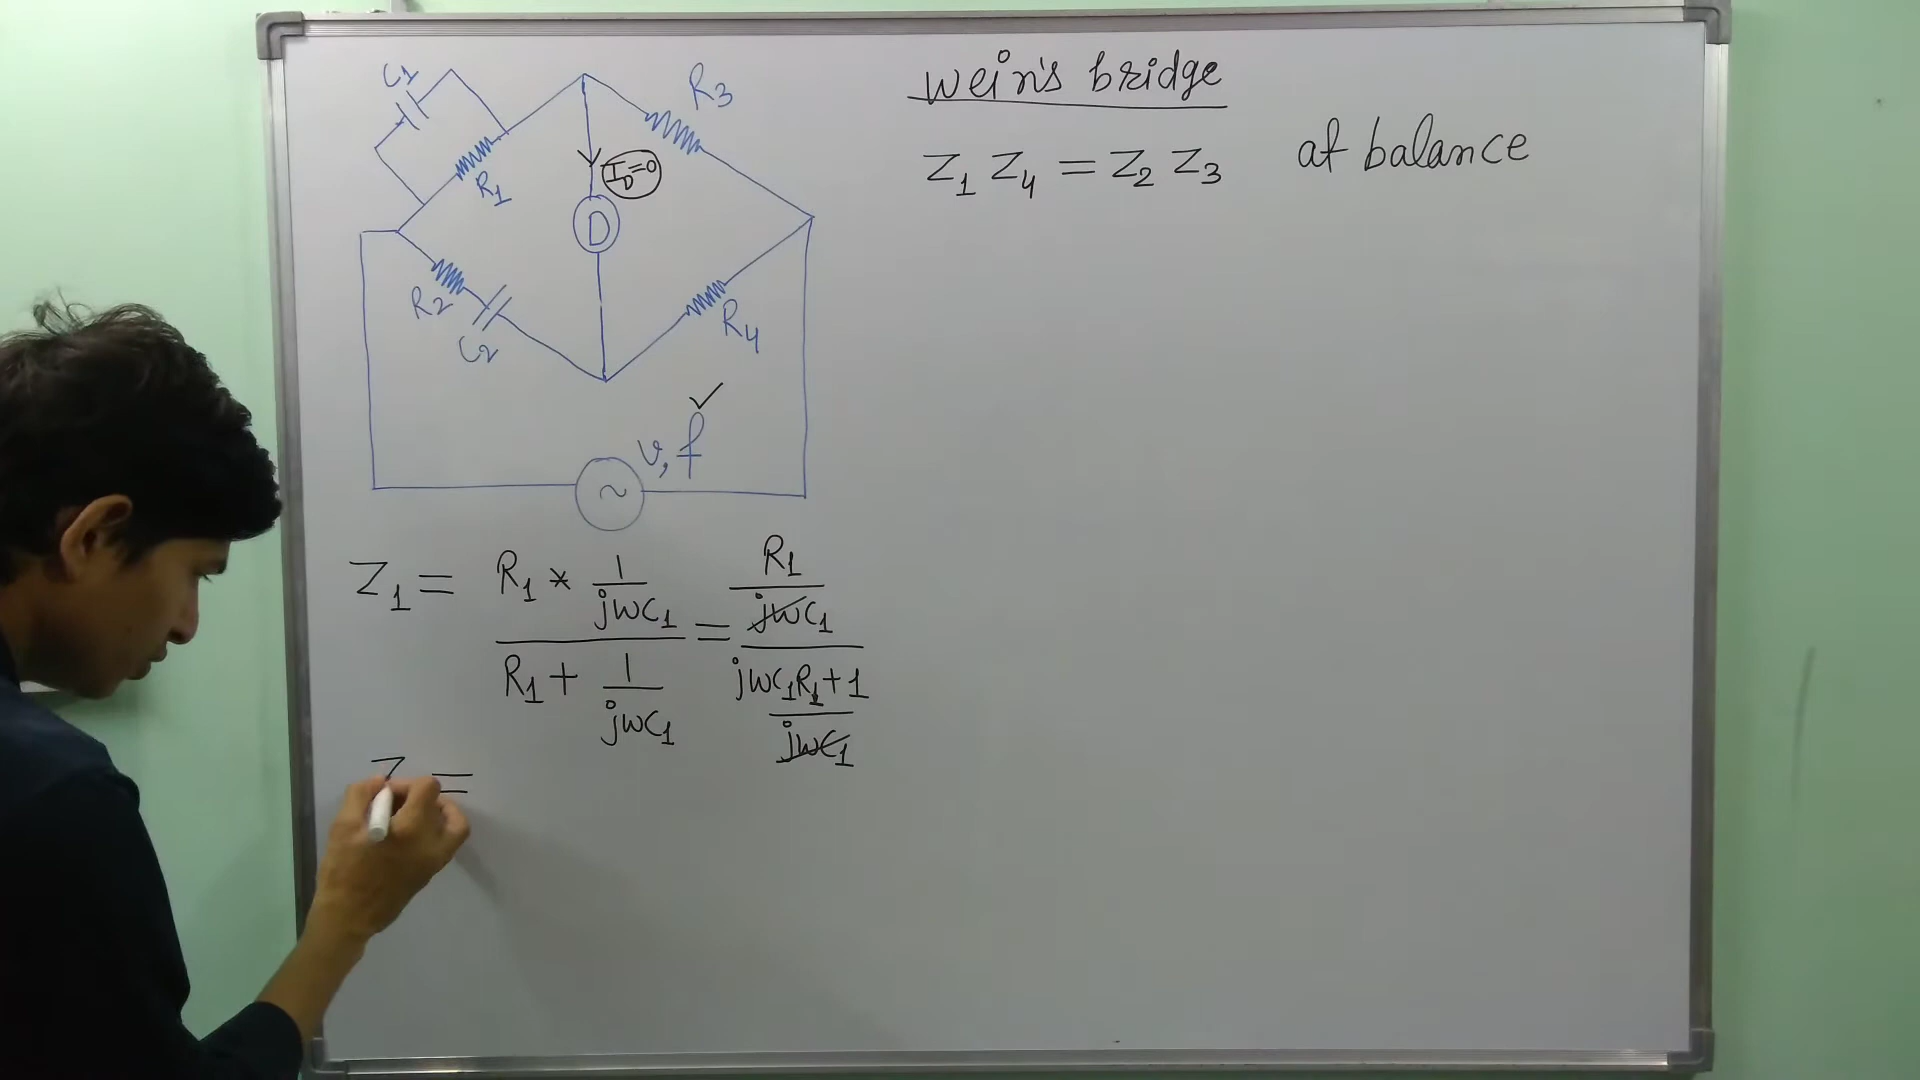 wein's bridge
Z₁ Z₄ = Z₂ Z₃ at balance
C₁
R₁
R₃
I_D=0
D
R₂
C₂
R₄
✓
v, f
~
Z₁ = (R₁ * 1/jwc₁) / (R₁ + 1/jwc₁) = (R₁/jwc₁) / ((jwc₁R₁+1)/jwc₁)
Z =